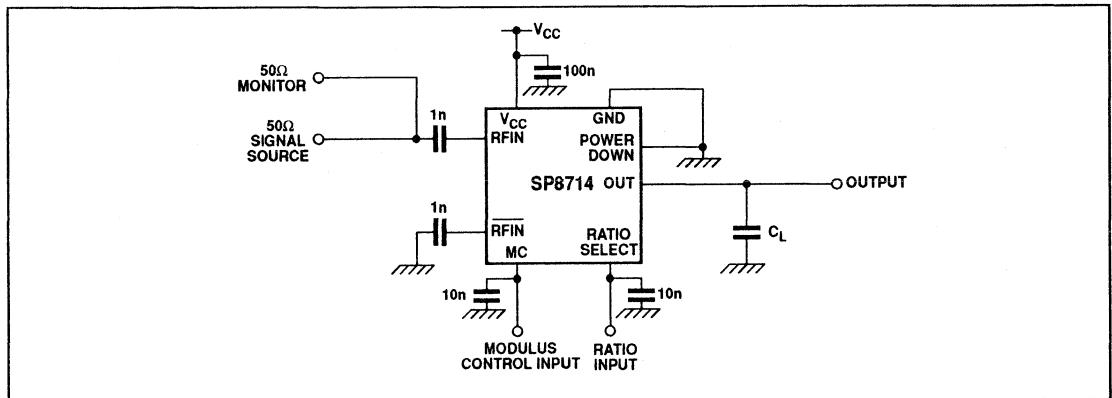 VCC
100n
50Ω
MONITOR
50Ω
SIGNAL
SOURCE
1n
VCC
GND
RFIN
POWER
DOWN
SP8714 OUT
OUTPUT
1n
RFIN
RATIO
SELECT
MC
CL
10n
10n
MODULUS
CONTROL INPUT
RATIO
INPUT